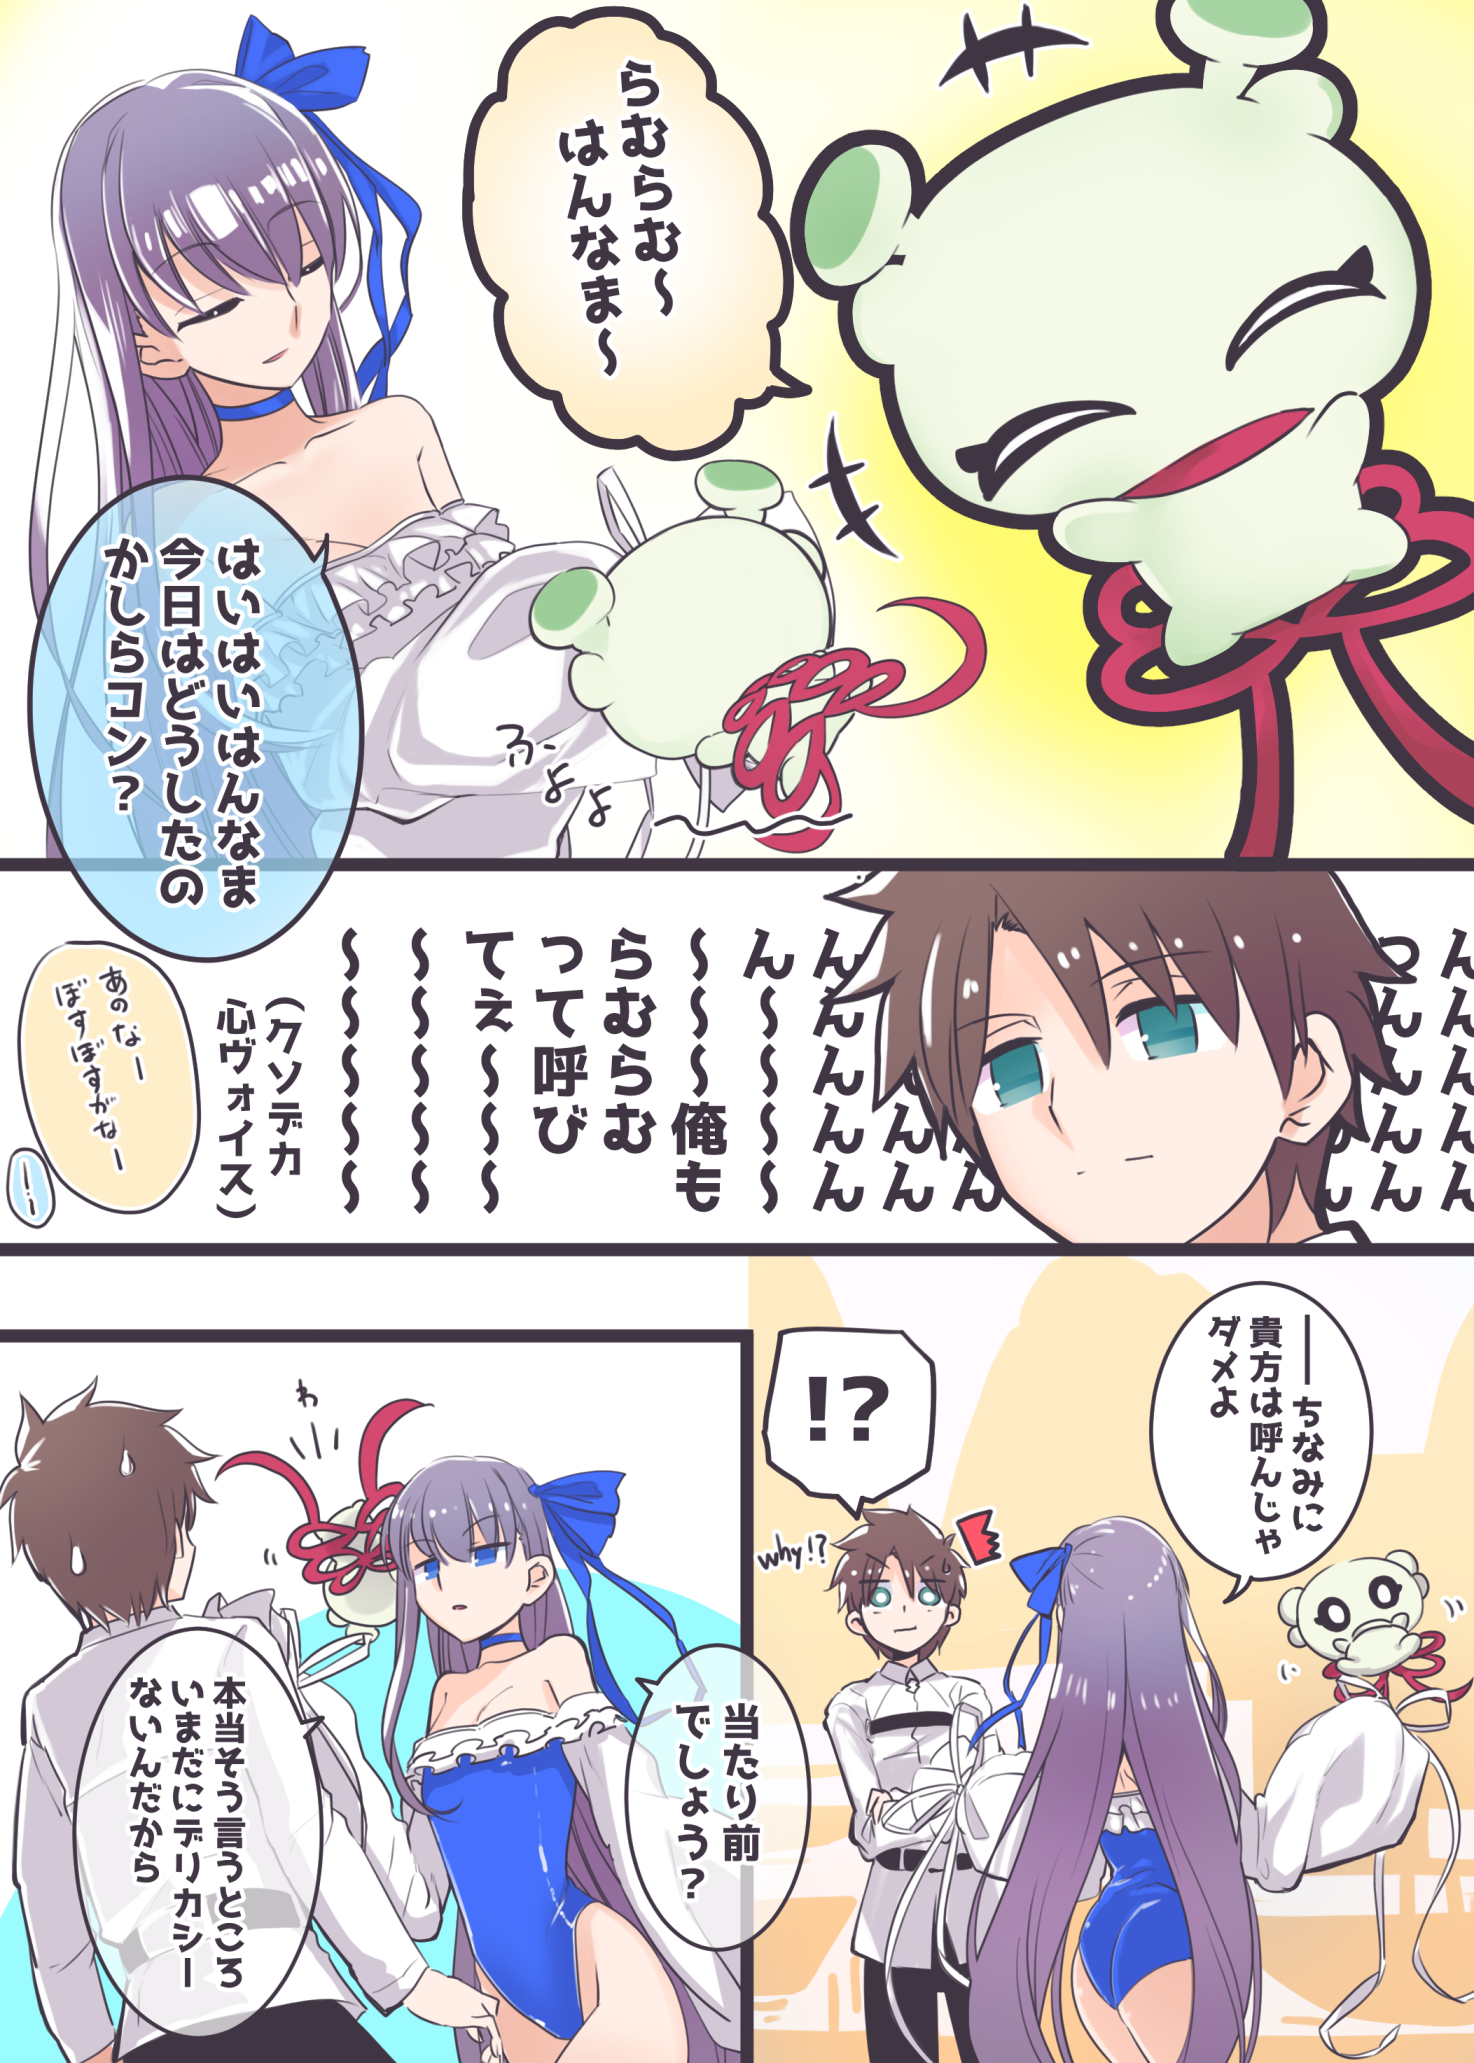 らむらむ〜
はんなま〜
はいはいはんなま
今日はどうしたの
かしらコン?
ふよよ
んんんんん
っんんんん
んんんんん
ん〜〜〜〜
〜〜〜俺も
らむらむ
って呼び
てぇ〜〜〜
〜〜〜〜〜
〜〜〜〜〜
(クソデカ
心ヴォイス)
あのなー
ぼすぼすがなー
――ちなみに
貴方は呼んじゃ
ダメよ
!?
why!?
わ
当たり前
でしょう?
本当そう言うところ
いまだにデリカシー
ないんだから